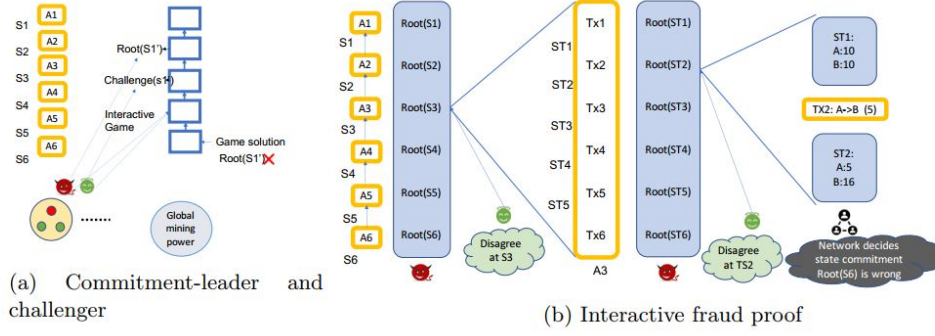 S1
S2
S3
S4
S5
S6
A1
A2
A3
A4
A5
A6
Root(S1')
Challenge(s1')
Interactive
Game
Game solution
Root(S1')
Global
mining
power
(a) Commitment-leader and
challenger
A1
S1
A2
S2
A3
S3
A4
S4
A5
S5
A6
S6
Root(S1)
Root(S2)
Root(S3)
Root(S4)
Root(S5)
Root(S6)
Disagree
at S3
Tx1
ST1
Tx2
ST2
Tx3
ST3
Tx4
ST4
Tx5
ST5
Tx6
A3
Root(ST1)
Root(ST2)
Root(ST3)
Root(ST4)
Root(ST5)
Root(ST6)
Disagree
at TS2
ST1:
A:10
B:10
TX2: A->B (5)
ST2:
A:5
B:16
Network decides
state commitment
Root(S6) is wrong
(b) Interactive fraud proof